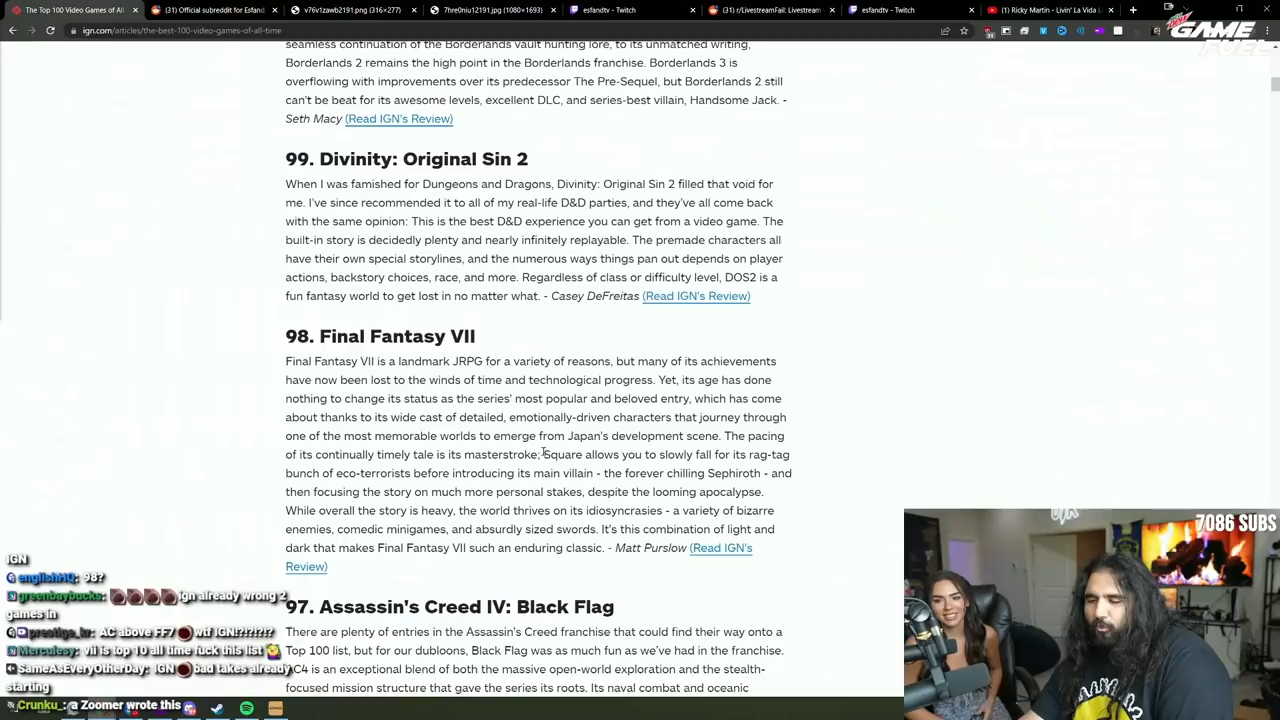 The Top 100 Video Games of All
(31) Official subreddit for Esfand
v76v1zawb2191.png (316×277)
7hre0niu12191.jpg (1080×1693)
esfandtv - Twitch
(31) r/LivestreamFail: Livestream
esfandtv - Twitch
(1) Ricky Martin - Livin' La Vida L
ign.com/articles/the-best-100-video-games-of-all-time
GAME
FUEL
seamless continuation of the Borderlands vault hunting lore, to its unmatched writing,
Borderlands 2 remains the high point in the Borderlands franchise. Borderlands 3 is
overflowing with improvements over its predecessor The Pre-Sequel, but Borderlands 2 still
can't be beat for its awesome levels, excellent DLC, and series-best villain, Handsome Jack. -
Seth Macy (Read IGN's Review)
99. Divinity: Original Sin 2
When I was famished for Dungeons and Dragons, Divinity: Original Sin 2 filled that void for
me. I've since recommended it to all of my real-life D&D parties, and they've all come back
with the same opinion: This is the best D&D experience you can get from a video game. The
built-in story is decidedly plenty and nearly infinitely replayable. The premade characters all
have their own special storylines, and the numerous ways things pan out depends on player
actions, backstory choices, race, and more. Regardless of class or difficulty level, DOS2 is a
fun fantasy world to get lost in no matter what. - Casey DeFreitas (Read IGN's Review)
98. Final Fantasy VII
Final Fantasy VII is a landmark JRPG for a variety of reasons, but many of its achievements
have now been lost to the winds of time and technological progress. Yet, its age has done
nothing to change its status as the series' most popular and beloved entry, which has come
about thanks to its wide cast of detailed, emotionally-driven characters that journey through
one of the most memorable worlds to emerge from Japan's development scene. The pacing
of its continually timely tale is its masterstroke; Square allows you to slowly fall for its rag-tag
bunch of eco-terrorists before introducing its main villain - the forever chilling Sephiroth - and
then focusing the story on much more personal stakes, despite the looming apocalypse.
While overall the story is heavy, the world thrives on its idiosyncrasies - a variety of bizarre
enemies, comedic minigames, and absurdly sized swords. It's this combination of light and
dark that makes Final Fantasy VII such an enduring classic. - Matt Purslow (Read IGN's
Review)
97. Assassin's Creed IV: Black Flag
There are plenty of entries in the Assassin's Creed franchise that could find their way onto a
Top 100 list, but for our dubloons, Black Flag was as much fun as we've had in the franchise.
AC4 is an exceptional blend of both the massive open-world exploration and the stealth-
focused mission structure that gave the series its roots. Its naval combat and oceanic
IGN
englishHQ: 98?
greenbaybucks: ign already wrong 2
games in
AC above FF7 wtf IGN!?!?!?!?
Merculesy: vii is top 10 all time fuck this list
SameAsEveryOtherDay: IGN bad takes already
starting
Crunku_: a Zoomer wrote this
7086 SUBS